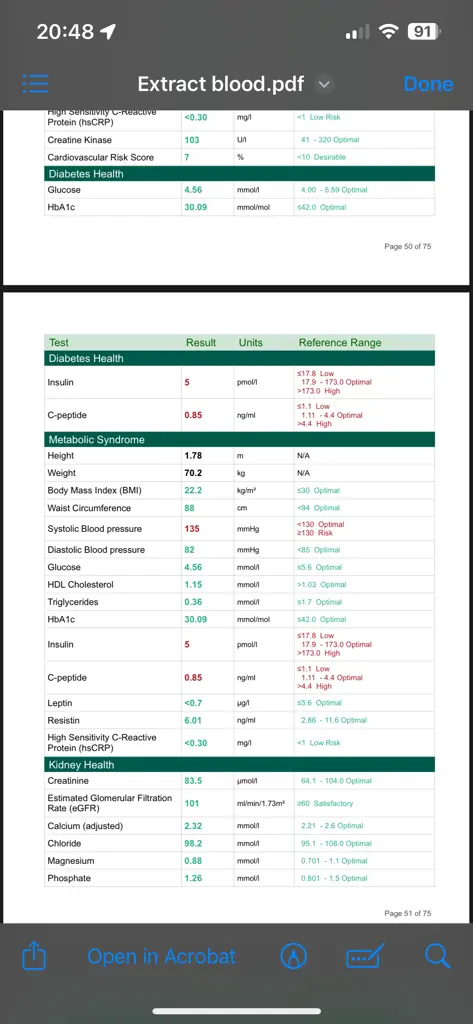 20:48
91
Extract blood.pdf
Done
High Sensitivity C-Reactive
Protein (hsCRP) <0.30 mg/l <1 Low Risk
Creatine Kinase 103 U/l 41 - 320 Optimal
Cardiovascular Risk Score 7 % <10 Desirable
Diabetes Health
Glucose 4.56 mmol/l 4.00 - 5.59 Optimal
HbA1c 30.09 mmol/mol ≤42.0 Optimal
Page 50 of 75
Test Result Units Reference Range
Diabetes Health
Insulin 5 pmol/l ≤17.8 Low
17.9 - 173.0 Optimal
>173.0 High
C-peptide 0.85 ng/ml ≤1.1 Low
1.11 - 4.4 Optimal
>4.4 High
Metabolic Syndrome
Height 1.78 m N/A
Weight 70.2 kg N/A
Body Mass Index (BMI) 22.2 kg/m² ≤30 Optimal
Waist Circumference 88 cm <94 Optimal
Systolic Blood pressure 135 mmHg <130 Optimal
≥130 Risk
Diastolic Blood pressure 82 mmHg <85 Optimal
Glucose 4.56 mmol/l ≤5.6 Optimal
HDL Cholesterol 1.15 mmol/l >1.03 Optimal
Triglycerides 0.36 mmol/l ≤1.7 Optimal
HbA1c 30.09 mmol/mol ≤42.0 Optimal
Insulin 5 pmol/l ≤17.8 Low
17.9 - 173.0 Optimal
>173.0 High
C-peptide 0.85 ng/ml ≤1.1 Low
1.11 - 4.4 Optimal
>4.4 High
Leptin <0.7 µg/l ≤5.6 Optimal
Resistin 6.01 ng/ml 2.86 - 11.6 Optimal
High Sensitivity C-Reactive
Protein (hsCRP) <0.30 mg/l <1 Low Risk
Kidney Health
Creatinine 83.5 µmol/l 64.1 - 104.0 Optimal
Estimated Glomerular Filtration
Rate (eGFR) 101 ml/min/1.73m² ≥60 Satisfactory
Calcium (adjusted) 2.32 mmol/l 2.21 - 2.6 Optimal
Chloride 98.2 mmol/l 95.1 - 108.0 Optimal
Magnesium 0.88 mmol/l 0.701 - 1.1 Optimal
Phosphate 1.26 mmol/l 0.801 - 1.5 Optimal
Page 51 of 75
Open in Acrobat